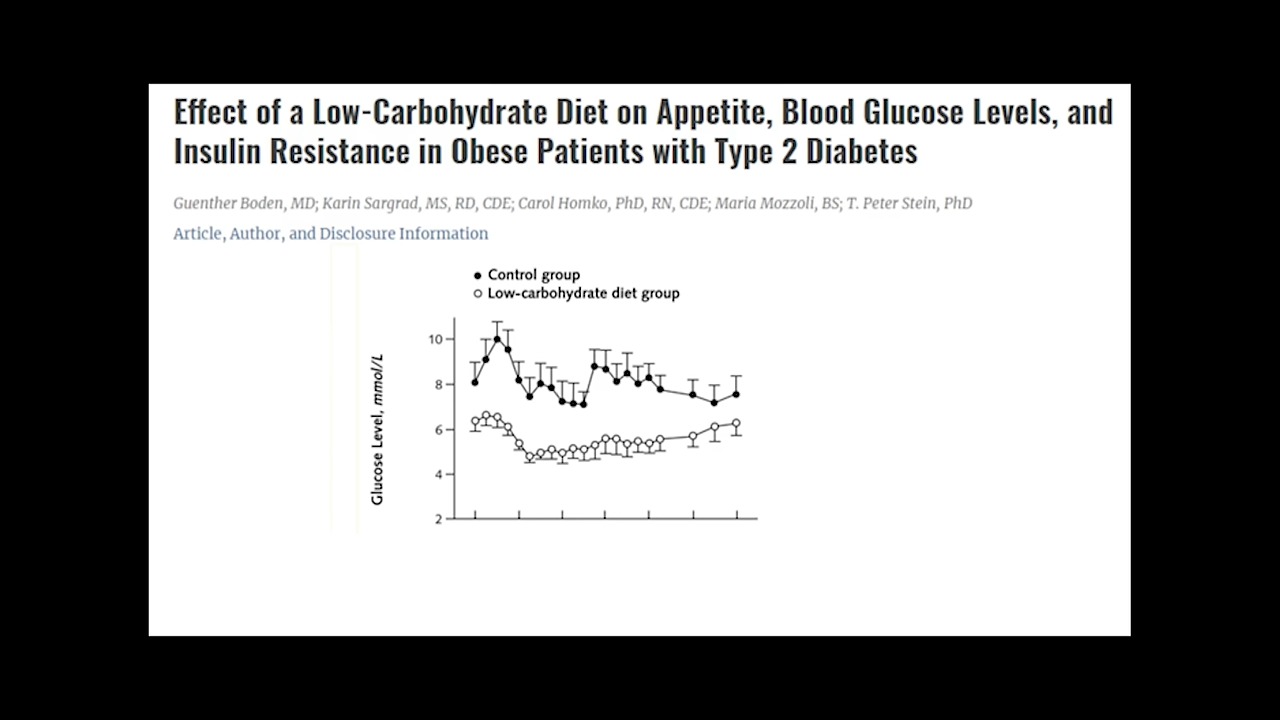 Effect of a Low-Carbohydrate Diet on Appetite, Blood Glucose Levels, and
Insulin Resistance in Obese Patients with Type 2 Diabetes
Guenther Boden, MD; Karin Sargrad, MS, RD, CDE; Carol Homko, PhD, RN, CDE; Maria Mozzoli, BS; T. Peter Stein, PhD
Article, Author, and Disclosure Information
Control group
Low-carbohydrate diet group
Glucose Level, mmol/L
10
8
6
4
2